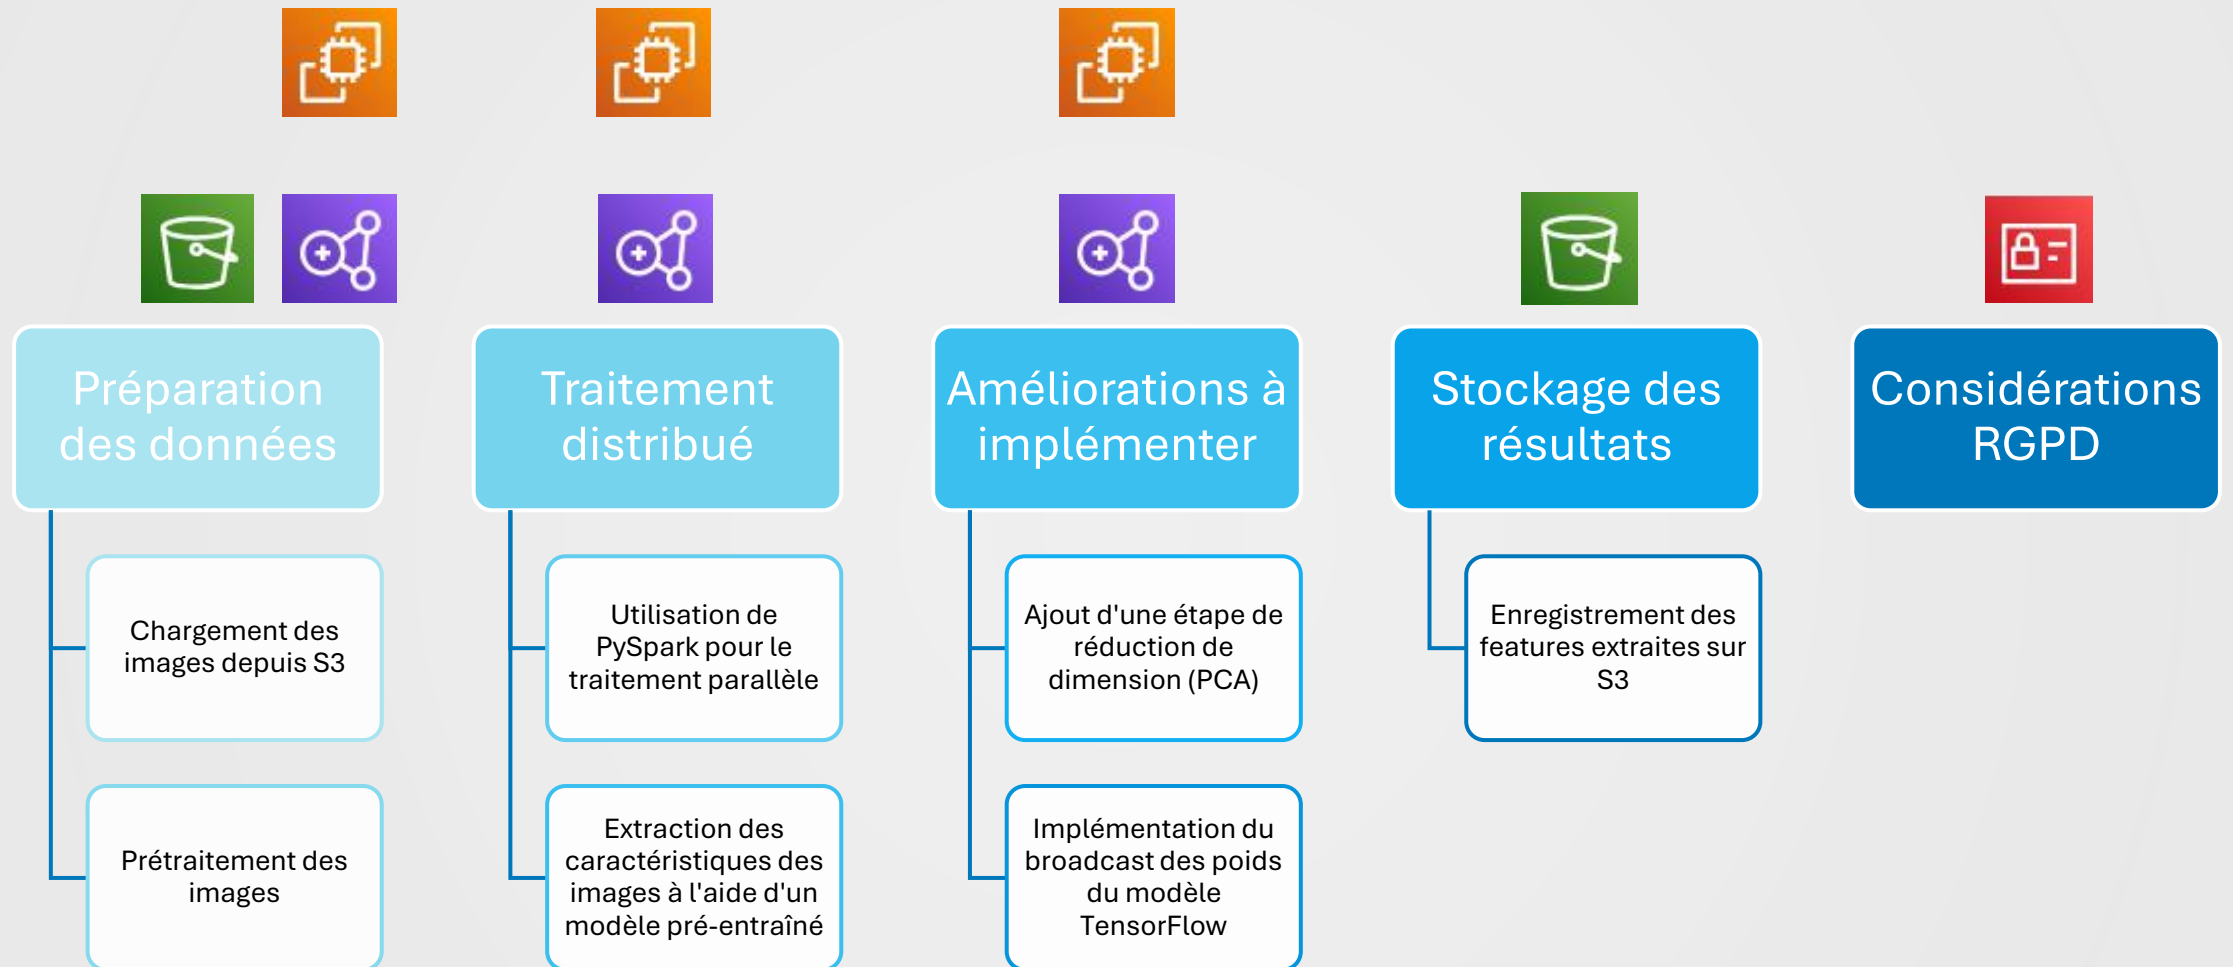 Préparation
des données
Chargement des
images depuis S3
Prétraitement des
images
Traitement
distribué
Utilisation de
PySpark pour le
traitement parallèle
Extraction des
caractéristiques des
images à l'aide d'un
modèle pré-entraîné
Améliorations à
implémenter
Ajout d'une étape de
réduction de
dimension (PCA)
Implémentation du
broadcast des poids
du modèle
TensorFlow
Stockage des
résultats
Enregistrement des
features extraites sur
S3
Considérations
RGPD